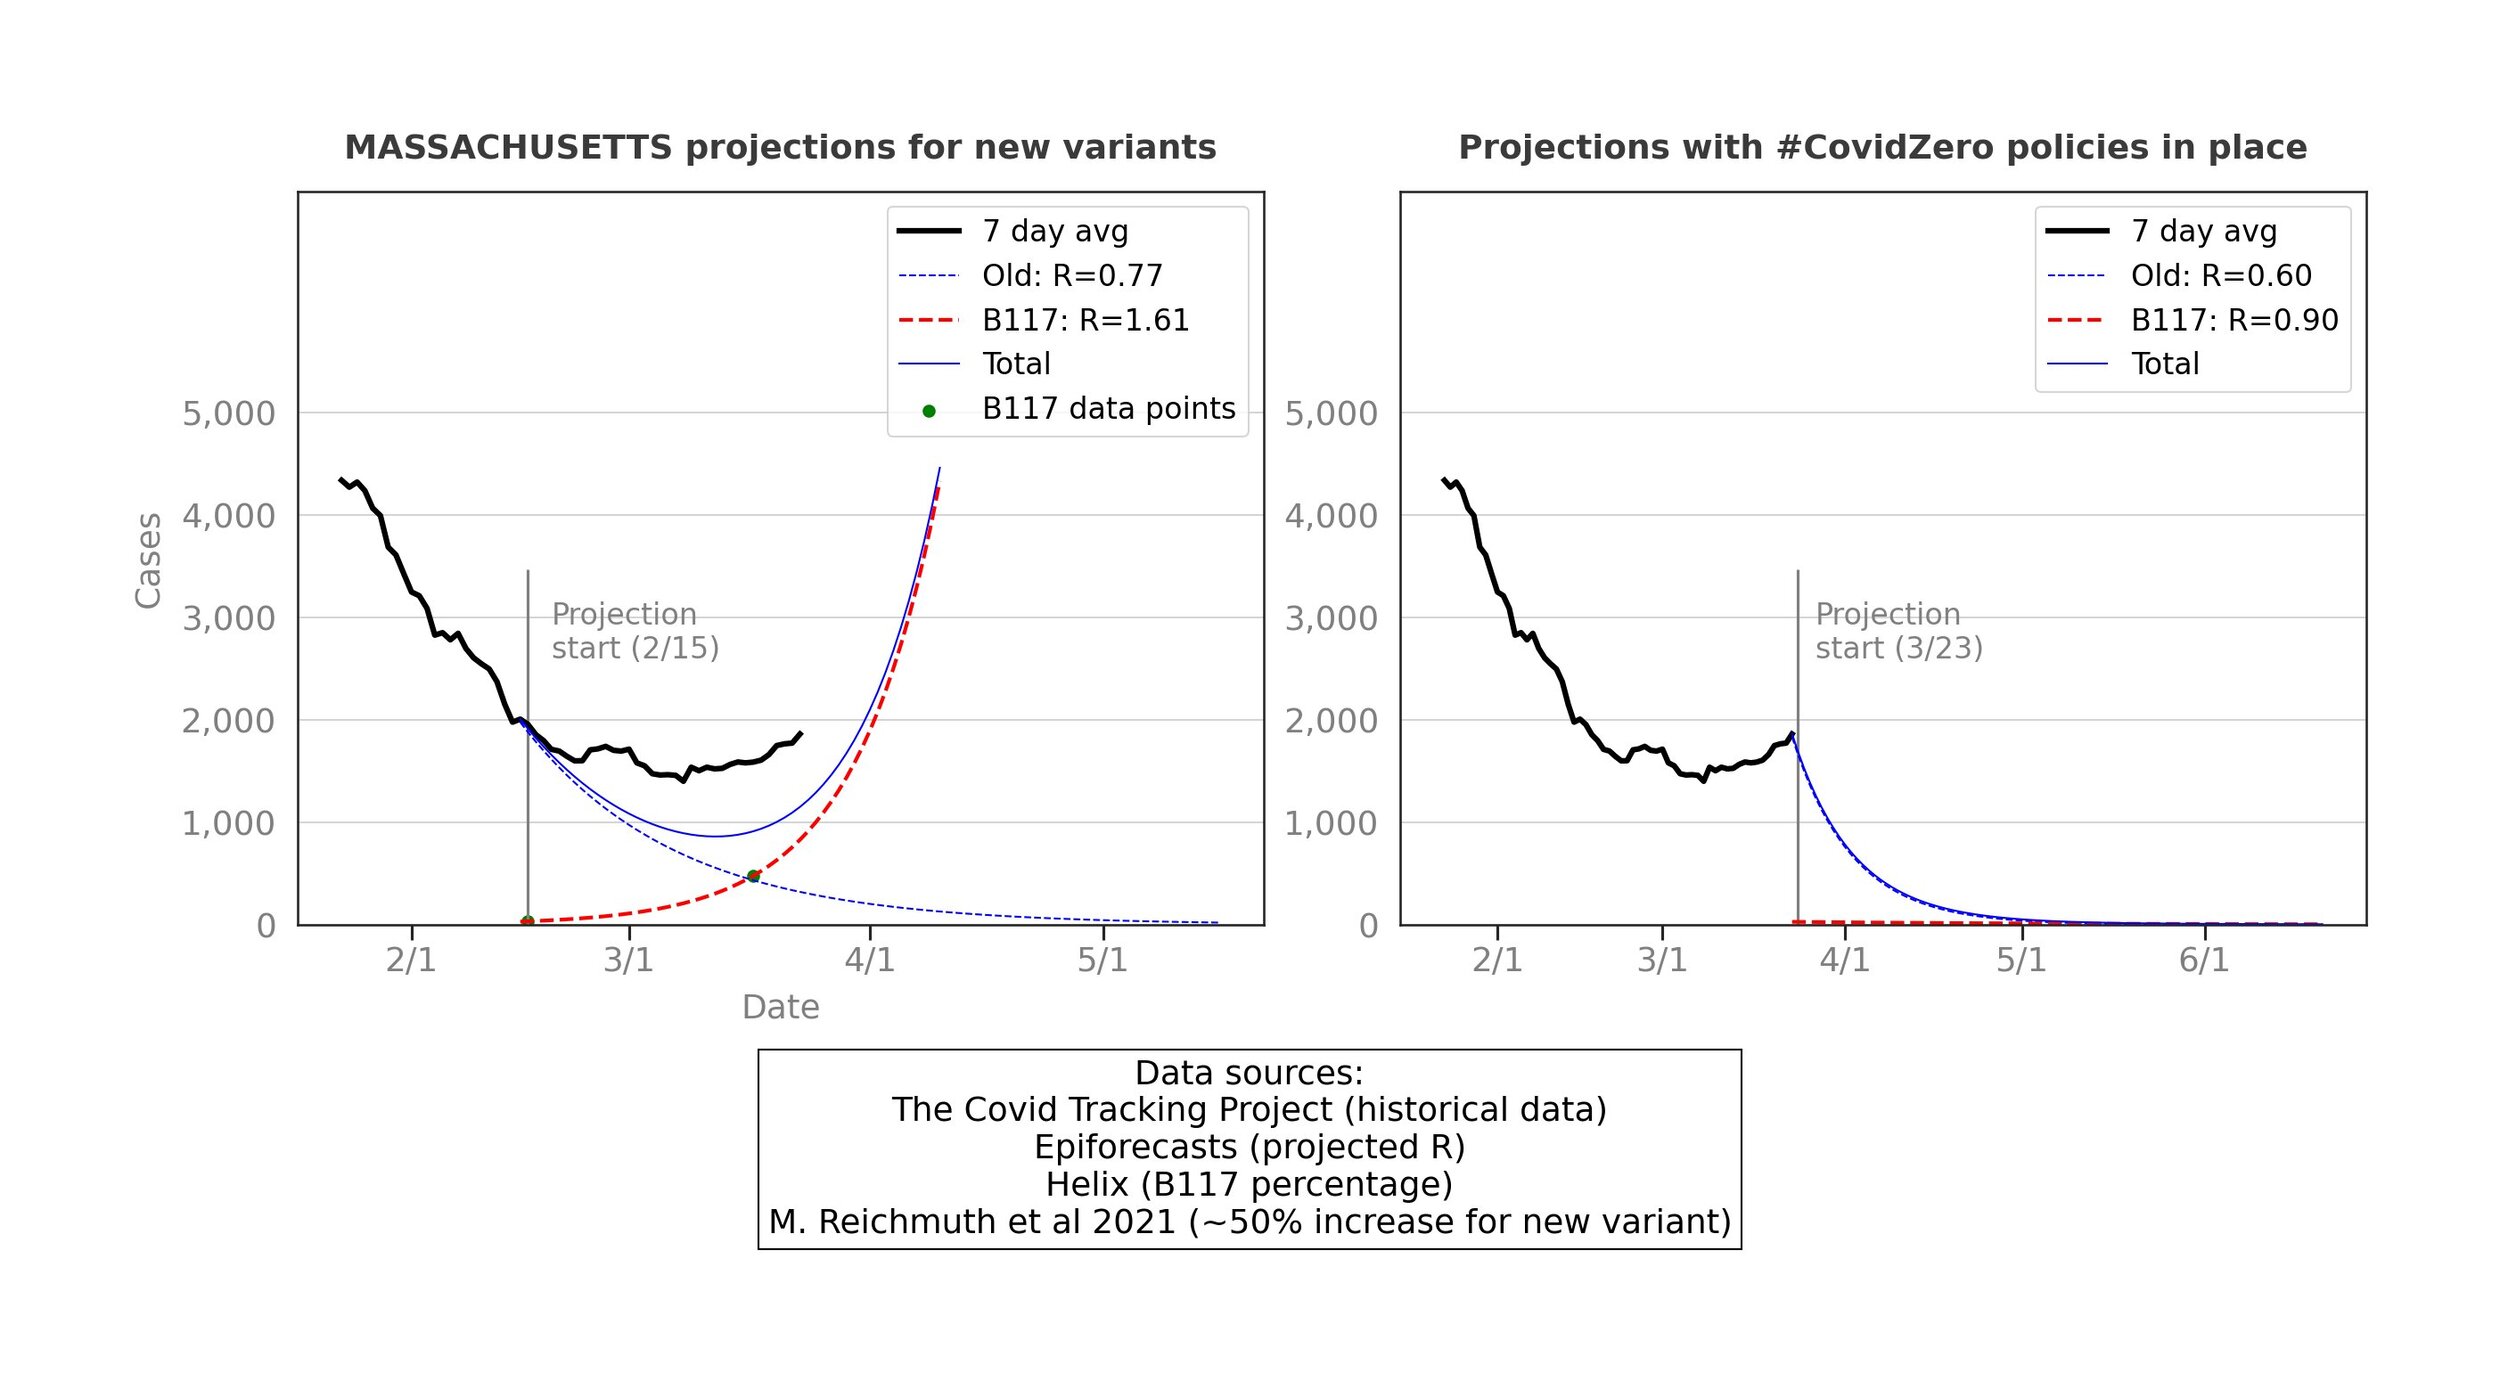 MASSACHUSETTS projections for new variants
7 day avg
Old: R=0.77
B117: R=1.61
Total
B117 data points
5,000
4,000
3,000
2,000
1,000
0
Cases
Projection
start (2/15)
2/1
3/1
4/1
5/1
Date
Projections with #CovidZero policies in place
7 day avg
Old: R=0.60
B117: R=0.90
Total
5,000
4,000
3,000
2,000
1,000
0
Projection
start (3/23)
2/1
3/1
4/1
5/1
6/1
Data sources:
The Covid Tracking Project (historical data)
Epiforecasts (projected R)
Helix (B117 percentage)
M. Reichmuth et al 2021 (~50% increase for new variant)